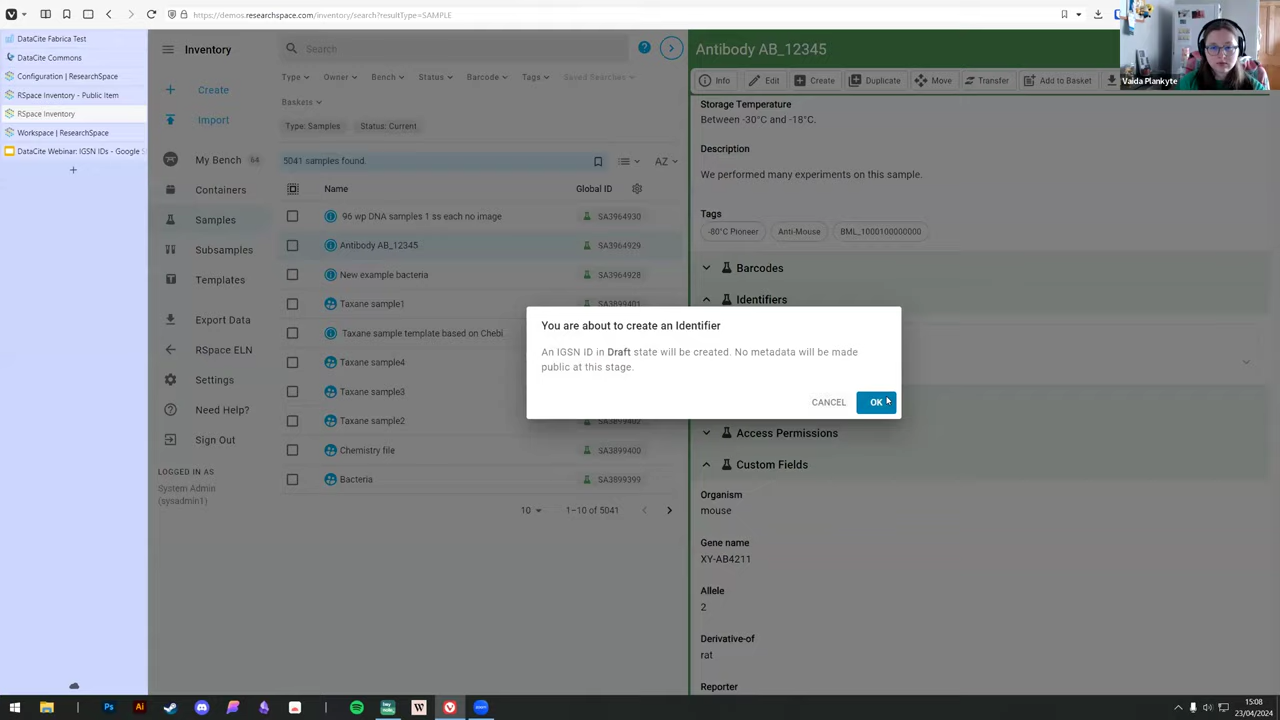 https://demos.researchspace.com/inventory/search?resultType=SAMPLE
DataCite Fabrica Test
DataCite Commons
Configuration | ResearchSpace
RSpace Inventory - Public Item
RSpace Inventory
Workspace | ResearchSpace
DataCite Webinar: IGSN IDs - Google S
Inventory
Create
Import
My Bench
64
Containers
Samples
Subsamples
Templates
Export Data
RSpace ELN
Settings
Need Help?
Sign Out
LOGGED IN AS
System Admin
(sysadmin1)
Search
Type
Owner
Bench
Status
Barcode
Tags
Saved Searches
Baskets
Type: Samples
Status: Current
5041 samples found.
AZ
Name
Global ID
96 wp DNA samples 1 ss each no image
SA3964930
Antibody AB_12345
SA3964929
New example bacteria
SA3964928
Taxane sample1
SA3899401
Taxane sample template based on Chebi
Taxane sample4
Taxane sample3
Taxane sample2
Chemistry file
SA3899400
Bacteria
SA3899399
10
1–10 of 5041
Antibody AB_12345
Info
Edit
Create
Duplicate
Move
Transfer
Add to Basket
Vaida Plankyte
Storage Temperature
Between -30°C and -18°C.
Description
We performed many experiments on this sample.
Tags
-80°C Pioneer
Anti-Mouse
BML_1000100000000
Barcodes
Identifiers
You are about to create an Identifier
An IGSN ID in Draft state will be created. No metadata will be made
public at this stage.
CANCEL
OK
Access Permissions
Custom Fields
Organism
mouse
Gene name
XY-AB4211
Allele
2
Derivative-of
rat
Reporter
Ps
Ai
hey
W
15:08
23/04/2024